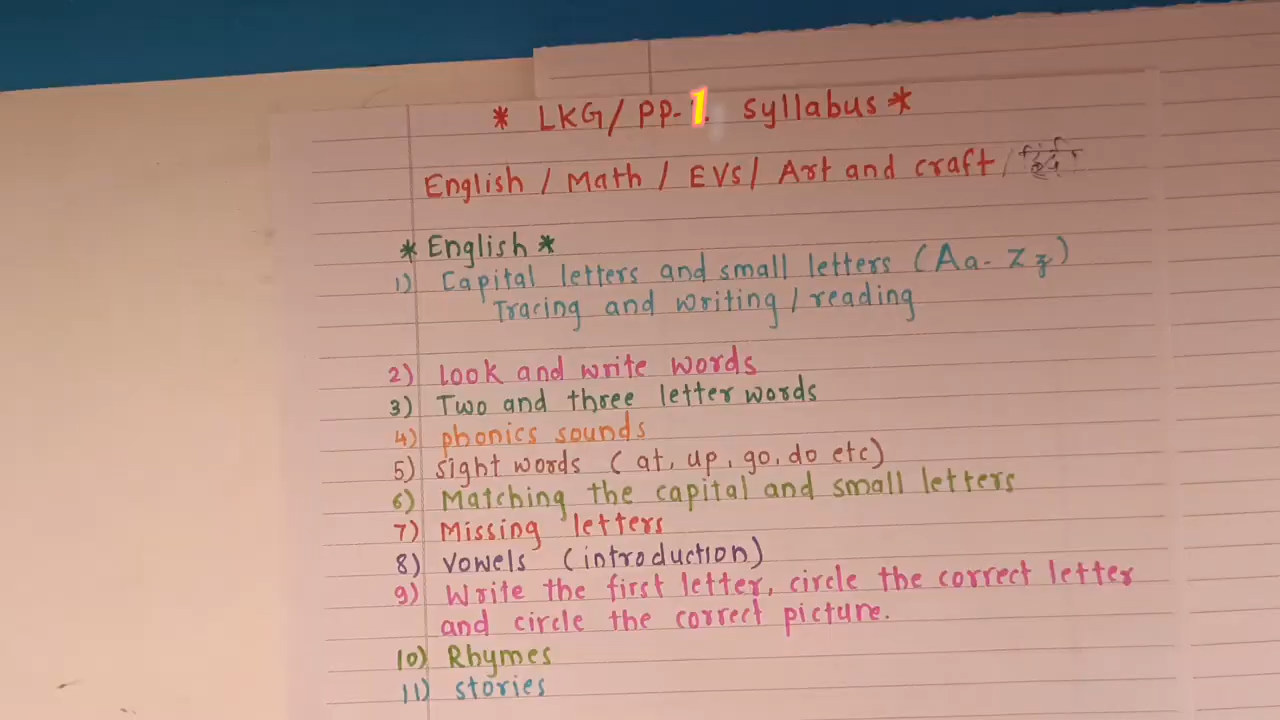 * LKG/ PP-1. Syllabus *
English / Math / EVS / Art and craft /
* English *
1) Capital letters and small letters (Aa- Zz)
Tracing and writing / reading
2) Look and write words
3) Two and three letter words
4) phonics sounds
5) sight words ( at, up, go, do etc)
6) Matching the capital and small letters
7) Missing letters
8) Vowels (introduction)
9) Write the first letter, circle the correct letter
and circle the correct picture.
10) Rhymes
11) stories